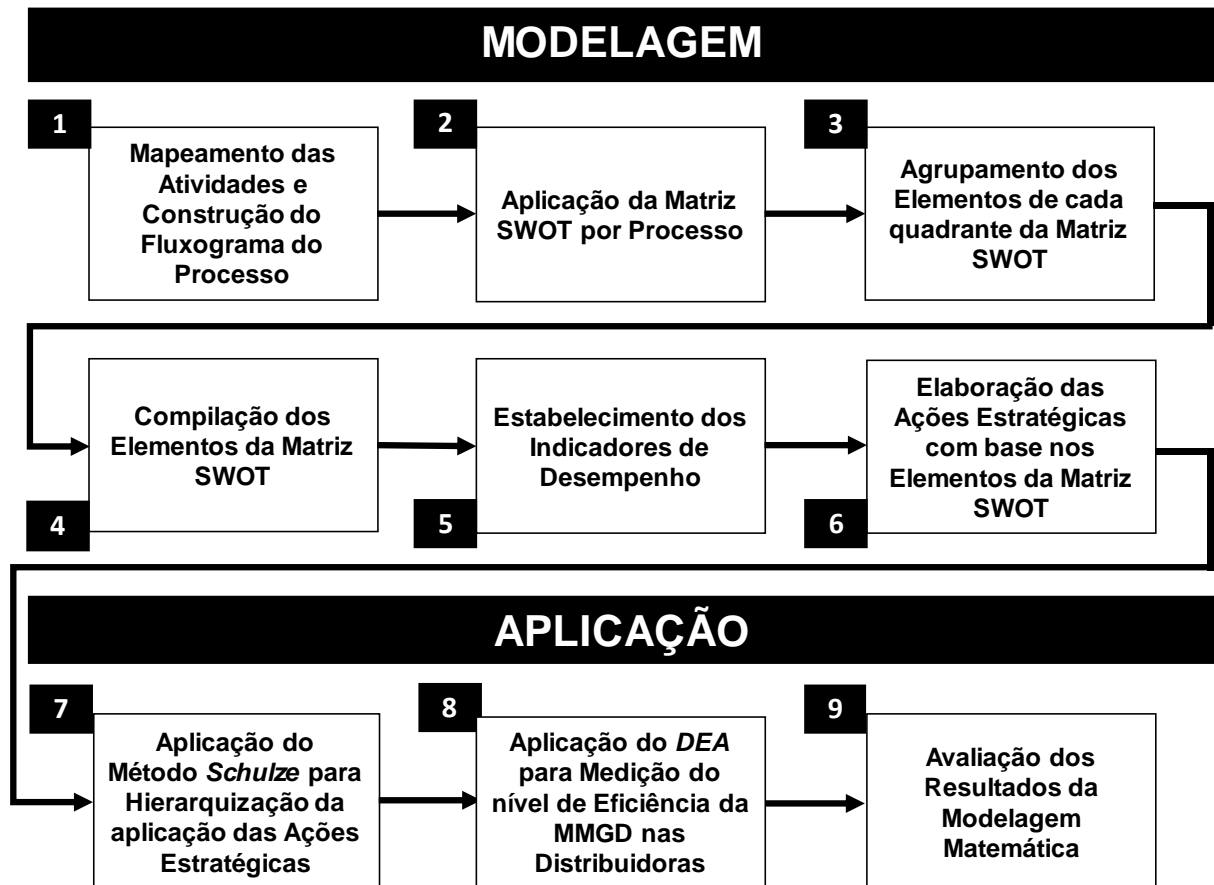 MODELAGEM
1
Mapeamento das
Atividades e
Construção do
Fluxograma do
Processo
2
Aplicação da Matriz
SWOT por Processo
3
Agrupamento dos
Elementos de cada
quadrante da Matriz
SWOT
Compilação dos
Elementos da Matriz
SWOT
4
Estabelecimento dos
Indicadores de
Desempenho
5
Elaboração das
Ações Estratégicas
com base nos
Elementos da Matriz
SWOT
6
APLICAÇÃO
7
Aplicação do
Método Schulze para
Hierarquização da
aplicação das Ações
Estratégicas
8
Aplicação do DEA
para Medição do
nível de Eficiência da
MMGD nas
Distribuidoras
9
Avaliação dos
Resultados da
Modelagem
Matemática